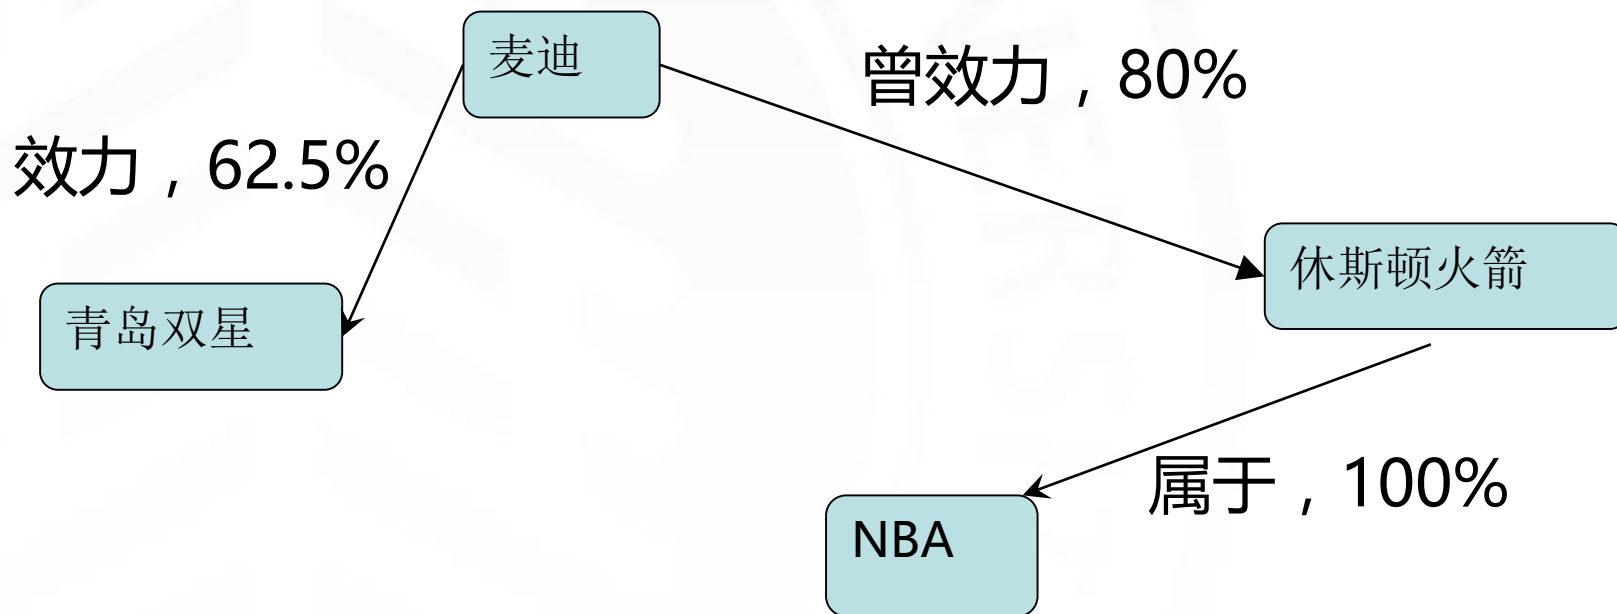 麦迪
曾效力，80%
效力，62.5%
休斯顿火箭
青岛双星
属于，100%
NBA